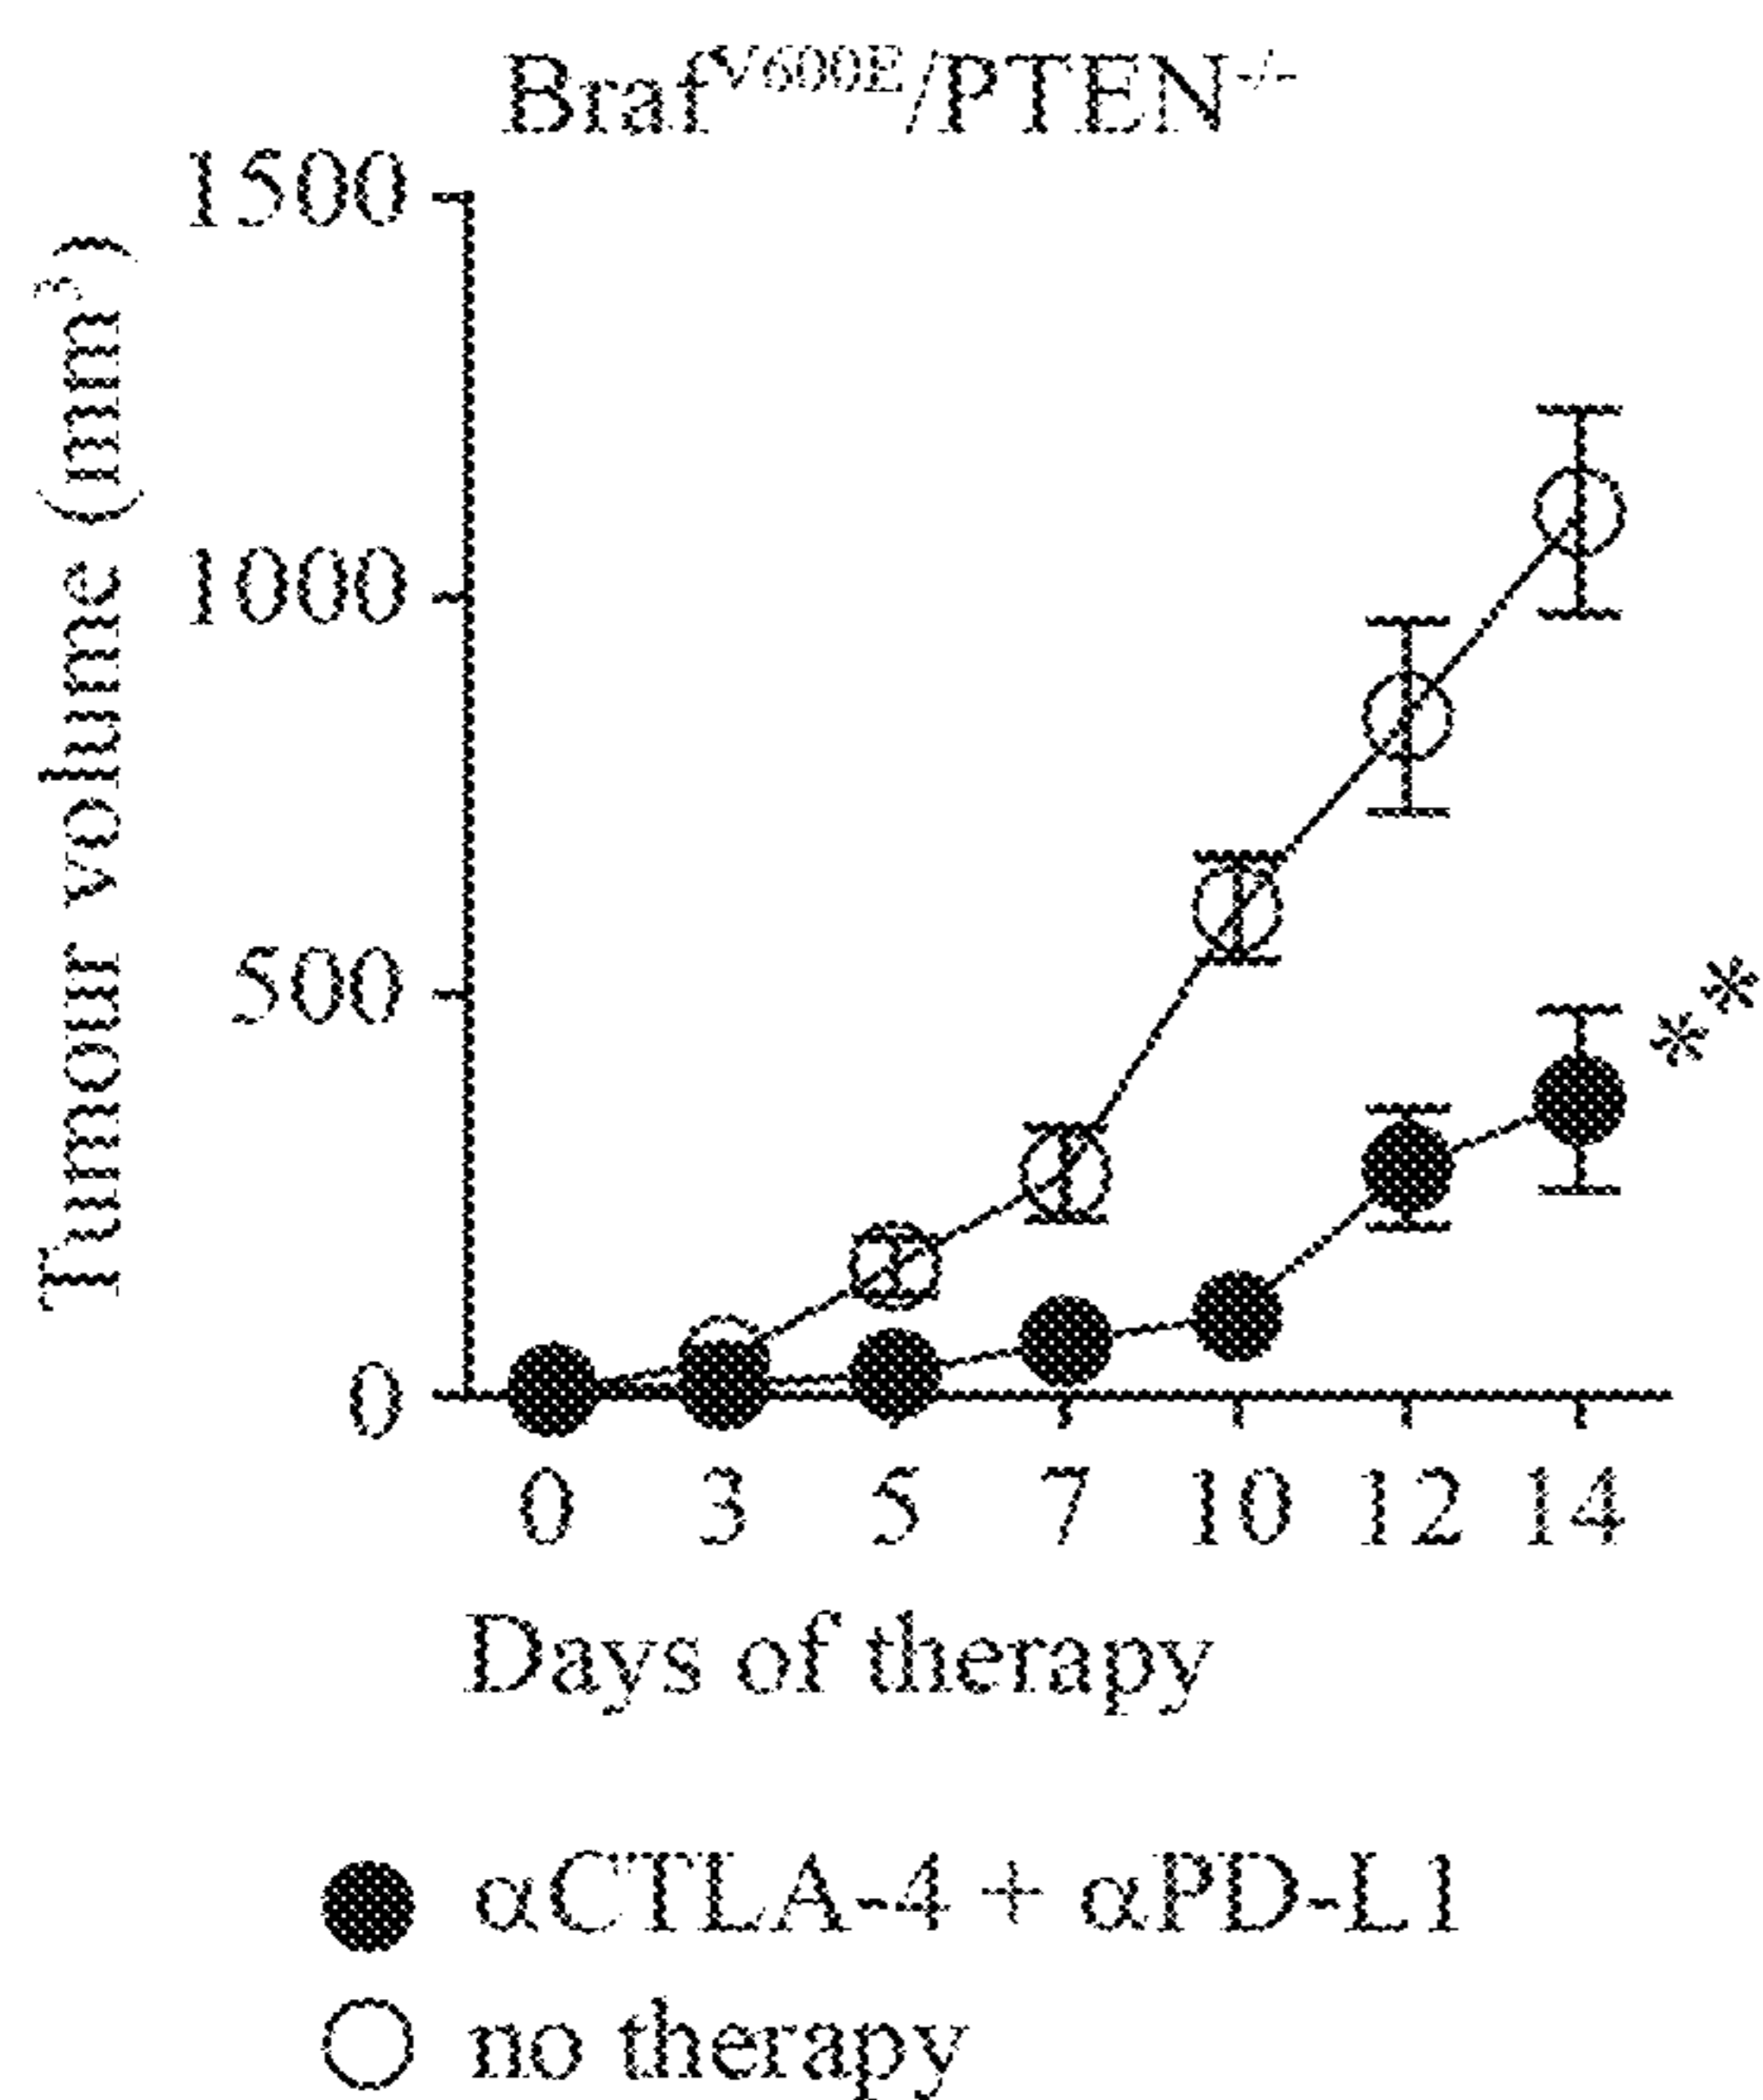 Braf^V600E/PTEN^-/-
Tumour volume (mm³)
1500
1000
500
0
**
0 3 5 7 10 12 14
Days of therapy
αCTLA-4 + αPD-L1
no therapy